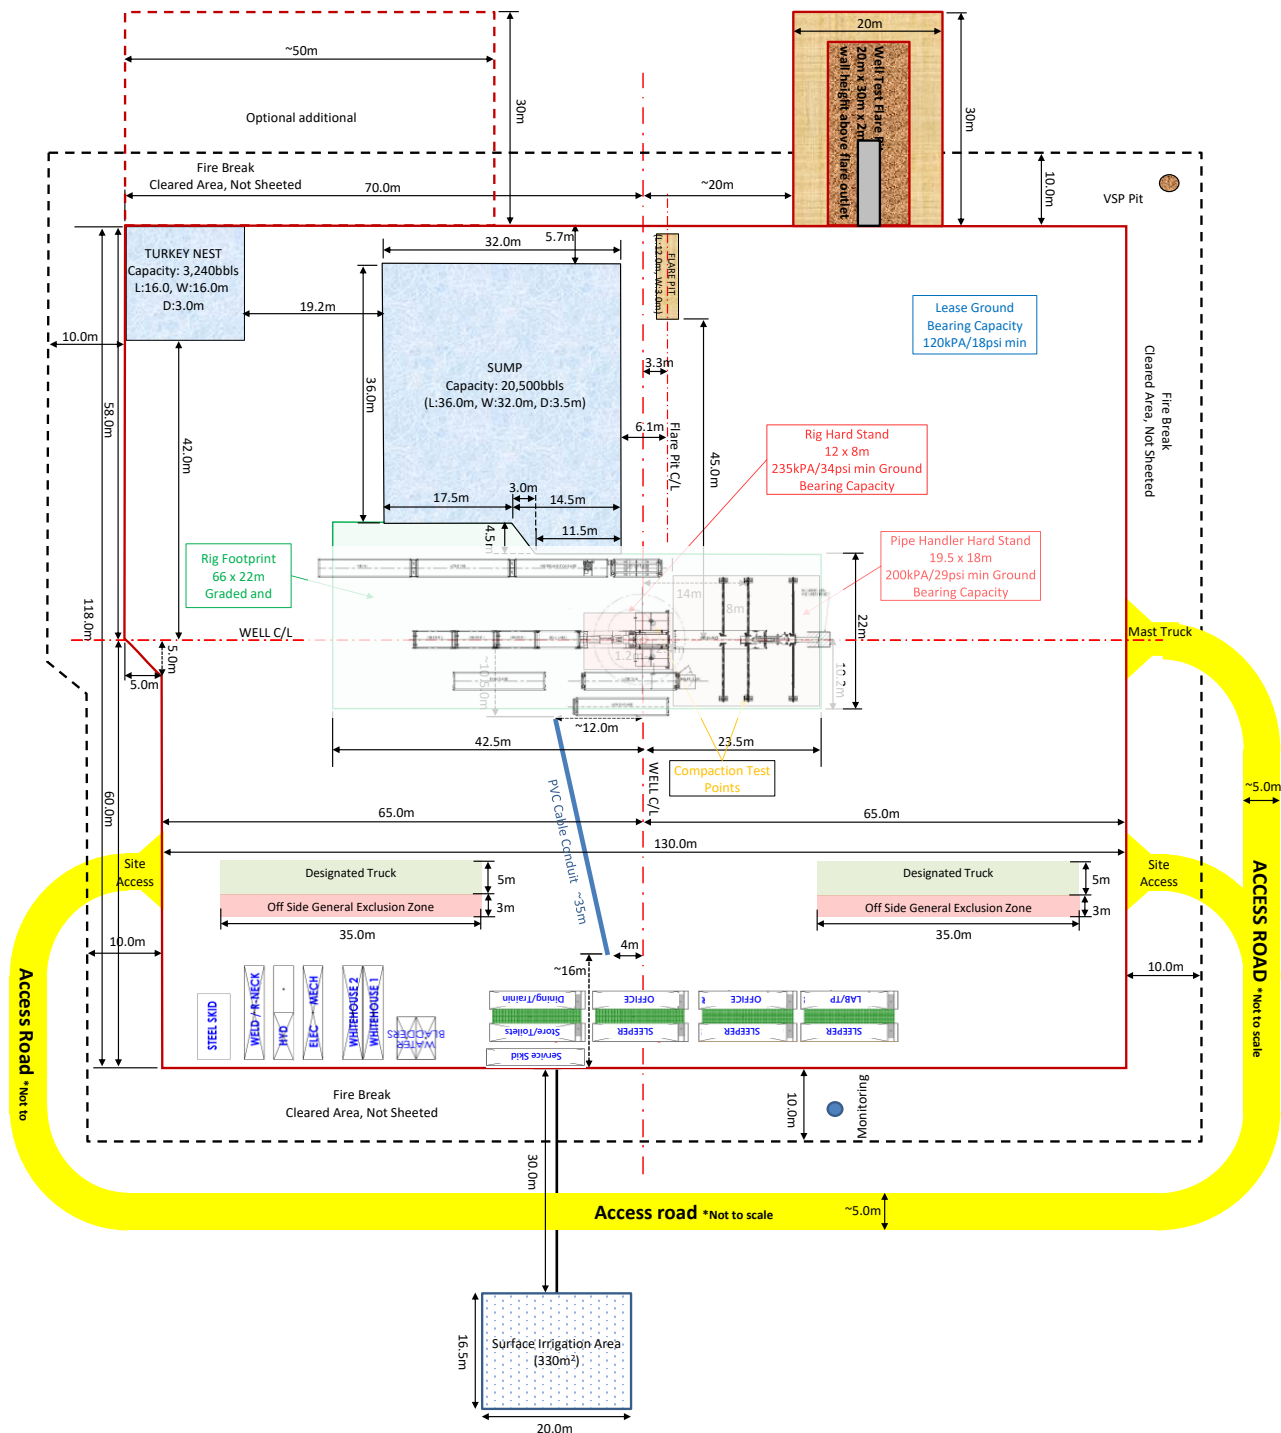 ~50m
30m
Optional additional
20m
Well Test Flare
20m x 30m x 2m
wall height above flare outlet
30m
Fire Break
Cleared Area, Not Sheeted
70.0m
~20m
10.0m
VSP Pit
TURKEY NEST
Capacity: 3,240bbls
L:16.0, W:16.0m
D:3.0m
19.2m
32.0m
5.7m
FLARE PIT
(L:12.0m, W:3.0m)
Lease Ground
Bearing Capacity
120kPA/18psi min
10.0m
58.0m
42.0m
36.0m
SUMP
Capacity: 20,500bbls
(L:36.0m, W:32.0m, D:3.5m)
3.3m
6.1m
Flare Pit C/L
45.0m
Fire Break
Cleared Area, Not Sheeted
Rig Hard Stand
12 x 8m
235kPA/34psi min Ground
Bearing Capacity
3.0m
17.5m
14.5m
11.5m
4.5m
Rig Footprint
66 x 22m
Graded and
Pipe Handler Hard Stand
19.5 x 18m
200kPA/29psi min Ground
Bearing Capacity
14m
8m
22m
118.0m
WELL C/L
Mast Truck
1.2m
5.0m
5.0m
10.2m
~12.0m
42.5m
23.5m
Compaction Test
Points
WELL C/L
PVC Cable Conduit ~35m
60.0m
65.0m
65.0m
~5.0m
130.0m
Site
Access
Designated Truck
5m
Off Side General Exclusion Zone
3m
35.0m
Designated Truck
5m
Off Side General Exclusion Zone
3m
35.0m
Site
Access
ACCESS ROAD *Not to scale
10.0m
4m
~16m
10.0m
Access Road *Not to
STEEL SKID
WELD / R-NECK
HYD
ELEC
MECH
WHITEHOUSE 2
WHITEHOUSE 1
WATER
BLADDERS
Dining/Trainin
Store/Toilets
Service Skid
OFFICE
SLEEPER
OFFICE
SLEEPER
LAB/TP
SLEEPER
Fire Break
Cleared Area, Not Sheeted
10.0m
Monitoring
30.0m
Access road *Not to scale
~5.0m
16.5m
Surface Irrigation Area
(330m²)
20.0m